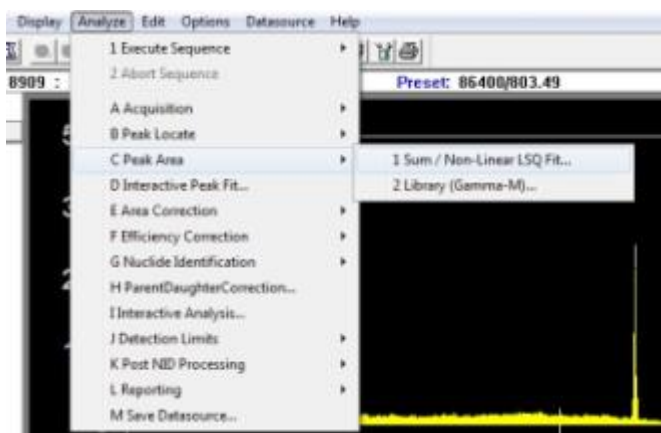 Display Analyze Edit Options Datasource Help
8909 : Preset: 86400/803.49
1 Execute Sequence
2 Abort Sequence
A Acquisition
B Peak Locate
C Peak Area
1 Sum / Non-Linear LSQ Fit...
2 Library (Gamma-M)...
D Interactive Peak Fit...
E Area Correction
F Efficiency Correction
G Nuclide Identification
H ParentDaughterCorrection...
I Interactive Analysis...
J Detection Limits
K Post NID Processing
L Reporting
M Save Datasource...